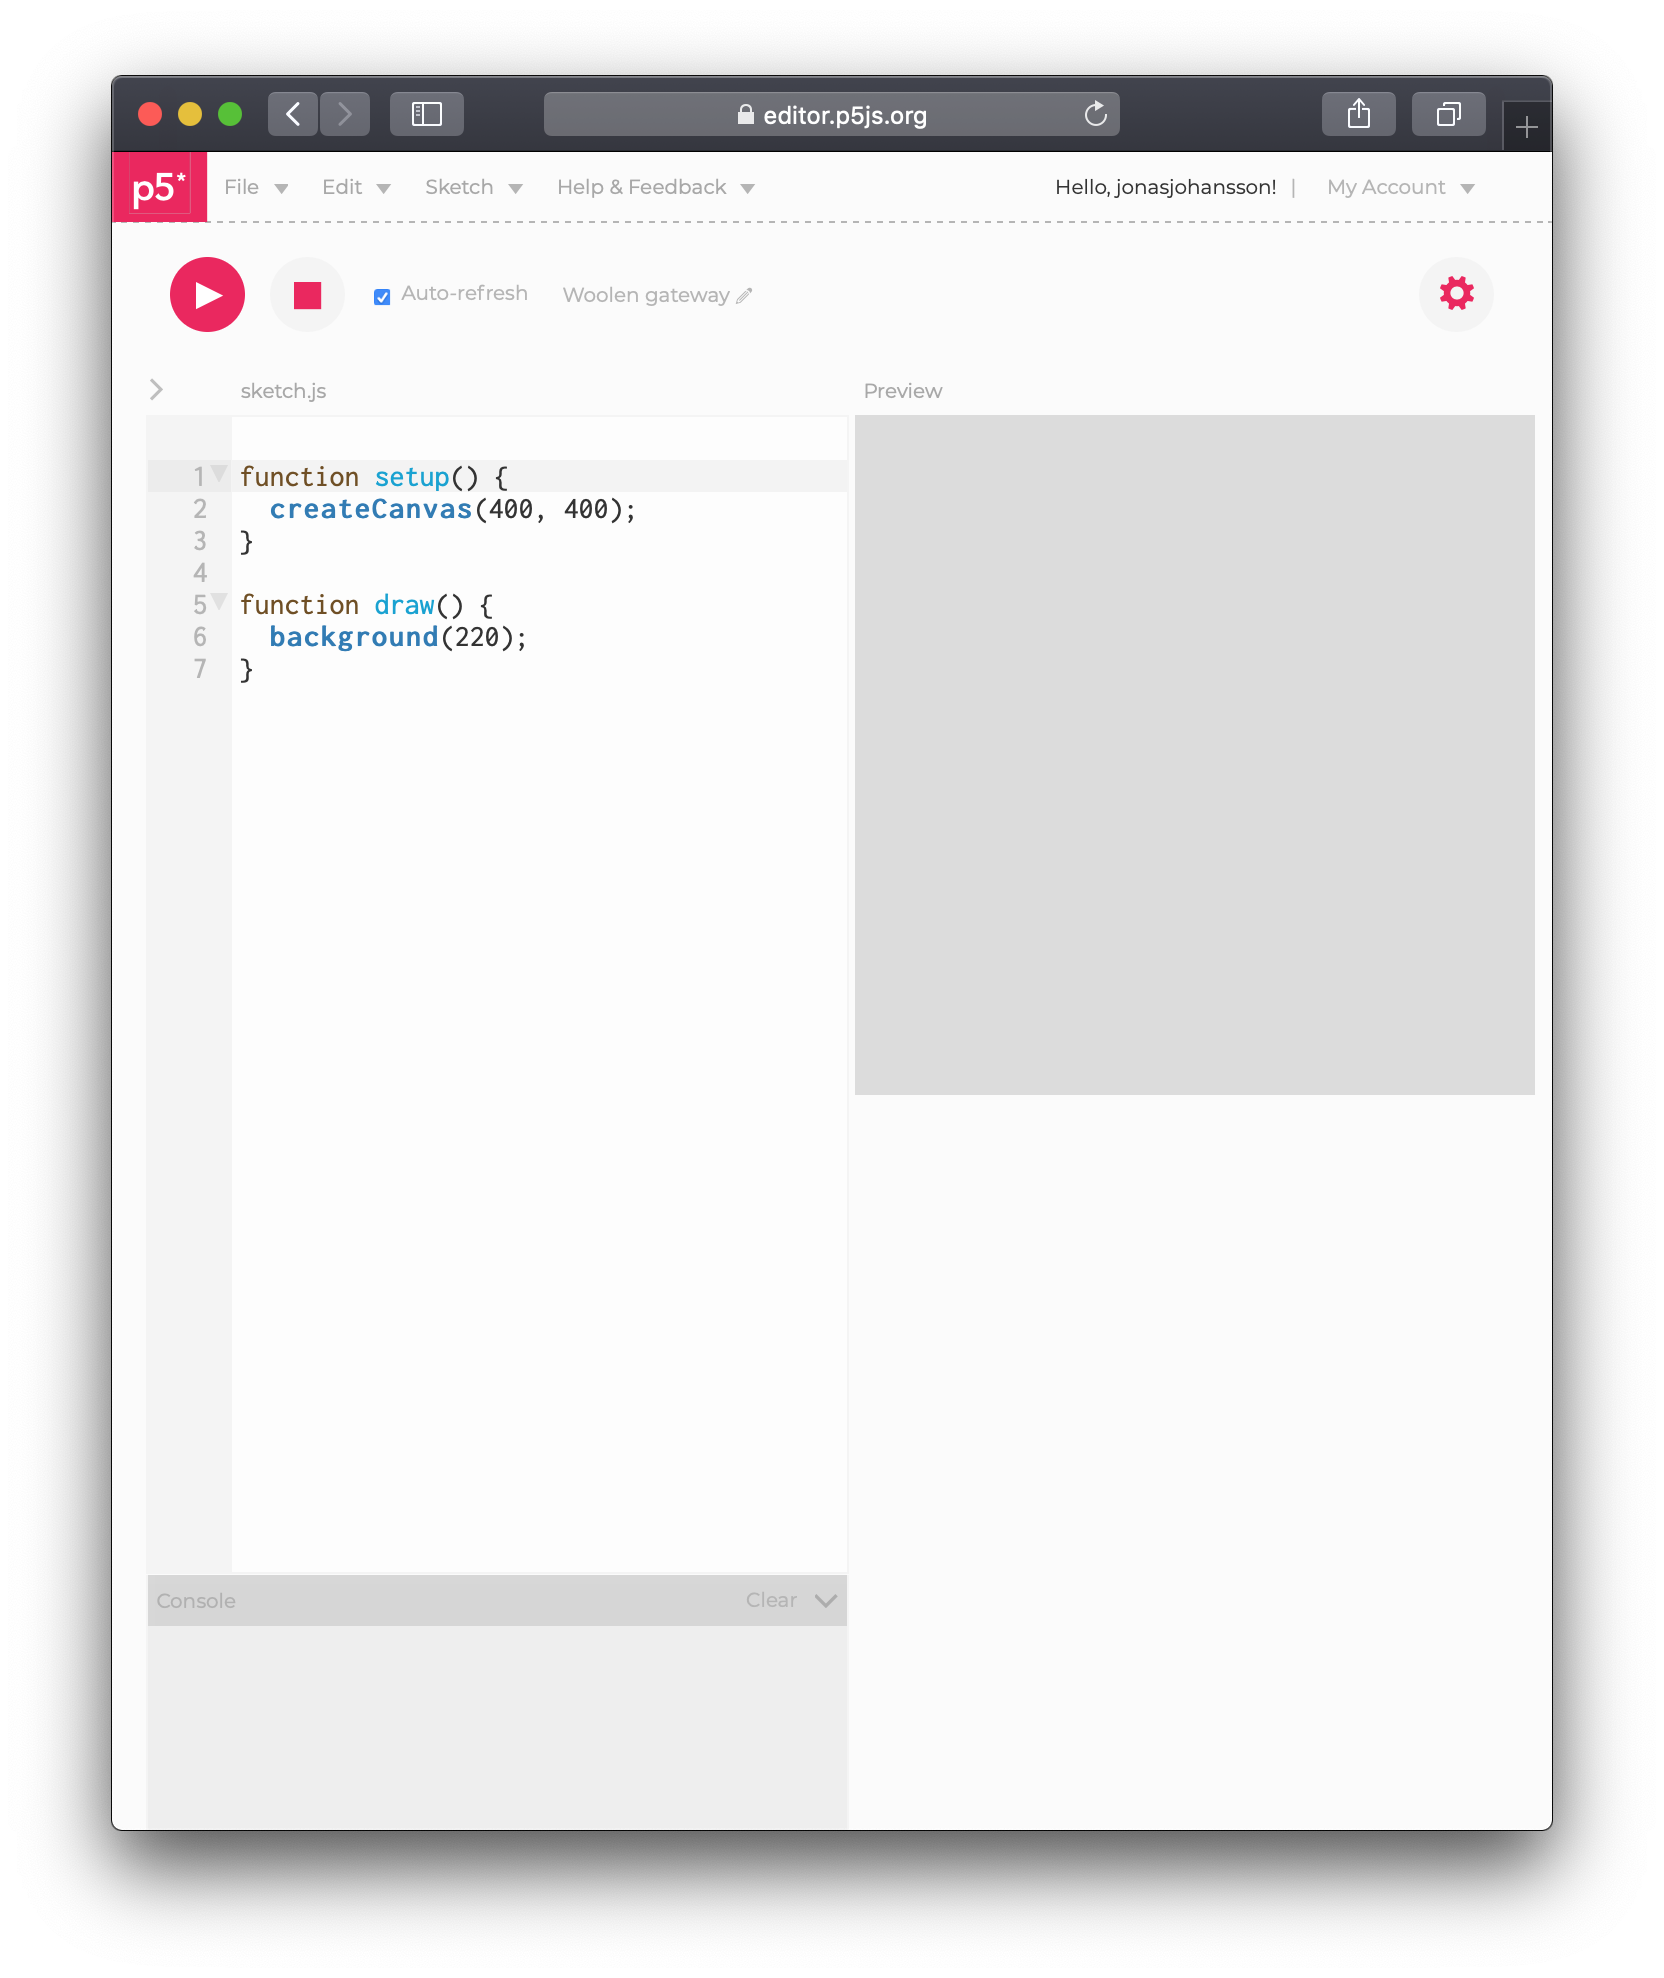 editor.p5js.org
p5* File Edit Sketch Help & Feedback Hello, jonasjohansson! | My Account
Auto-refresh Woolen gateway
sketch.js Preview
1 function setup() {
2   createCanvas(400, 400);
3 }
4
5 function draw() {
6   background(220);
7 }
Console Clear